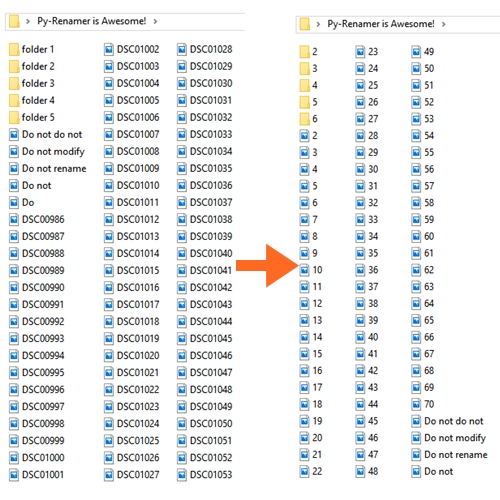 Py-Renamer is Awesome!
folder 1
folder 2
folder 3
folder 4
folder 5
Do not do not
Do not modify
Do not rename
Do not
Do
DSC00986
DSC00987
DSC00988
DSC00989
DSC00990
DSC00991
DSC00992
DSC00993
DSC00994
DSC00995
DSC00996
DSC00997
DSC00998
DSC00999
DSC01000
DSC01001
DSC01002
DSC01003
DSC01004
DSC01005
DSC01006
DSC01007
DSC01008
DSC01009
DSC01010
DSC01011
DSC01012
DSC01013
DSC01014
DSC01015
DSC01016
DSC01017
DSC01018
DSC01019
DSC01020
DSC01021
DSC01022
DSC01023
DSC01024
DSC01025
DSC01026
DSC01027
DSC01028
DSC01029
DSC01030
DSC01031
DSC01032
DSC01033
DSC01034
DSC01035
DSC01036
DSC01037
DSC01038
DSC01039
DSC01040
DSC01041
DSC01042
DSC01043
DSC01044
DSC01045
DSC01046
DSC01047
DSC01048
DSC01049
DSC01050
DSC01051
DSC01052
DSC01053
Py-Renamer is Awesome!
2
3
4
5
6
2
3
4
5
6
7
8
9
10
11
12
13
14
15
16
17
18
19
20
21
22
23
24
25
26
27
28
29
30
31
32
33
34
35
36
37
38
39
40
41
42
43
44
45
46
47
48
49
50
51
52
53
54
55
56
57
58
59
60
61
62
63
64
65
66
67
68
69
70
Do not do not
Do not modify
Do not rename
Do not